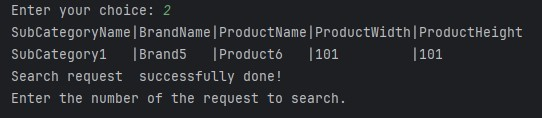 Enter your choice: 2
SubCategoryName|BrandName|ProductName|ProductWidth|ProductHeight
SubCategory1   |Brand5   |Product6   |101         |101
Search request  successfully done!
Enter the number of the request to search.